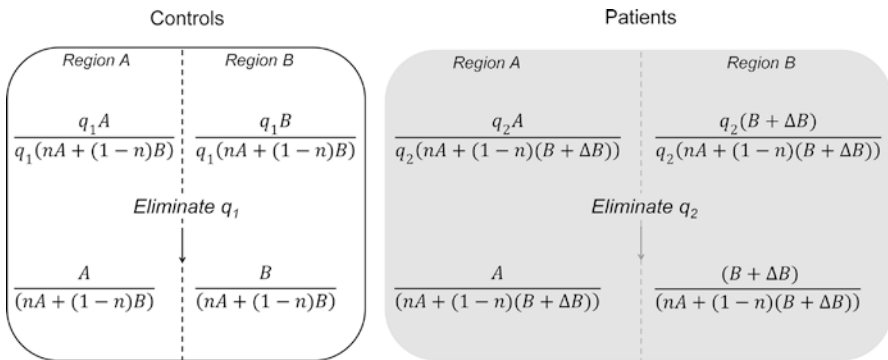 Controls Patients
Region A Region B Region A Region B
q₁A / q₁(nA + (1 − n)B) q₁B / q₁(nA + (1 − n)B) q₂A / q₂(nA + (1 − n)(B + ΔB)) q₂(B + ΔB) / q₂(nA + (1 − n)(B + ΔB))
Eliminate q₁ Eliminate q₂
A / (nA + (1 − n)B) B / (nA + (1 − n)B) A / (nA + (1 − n)(B + ΔB)) (B + ΔB) / (nA + (1 − n)(B + ΔB))